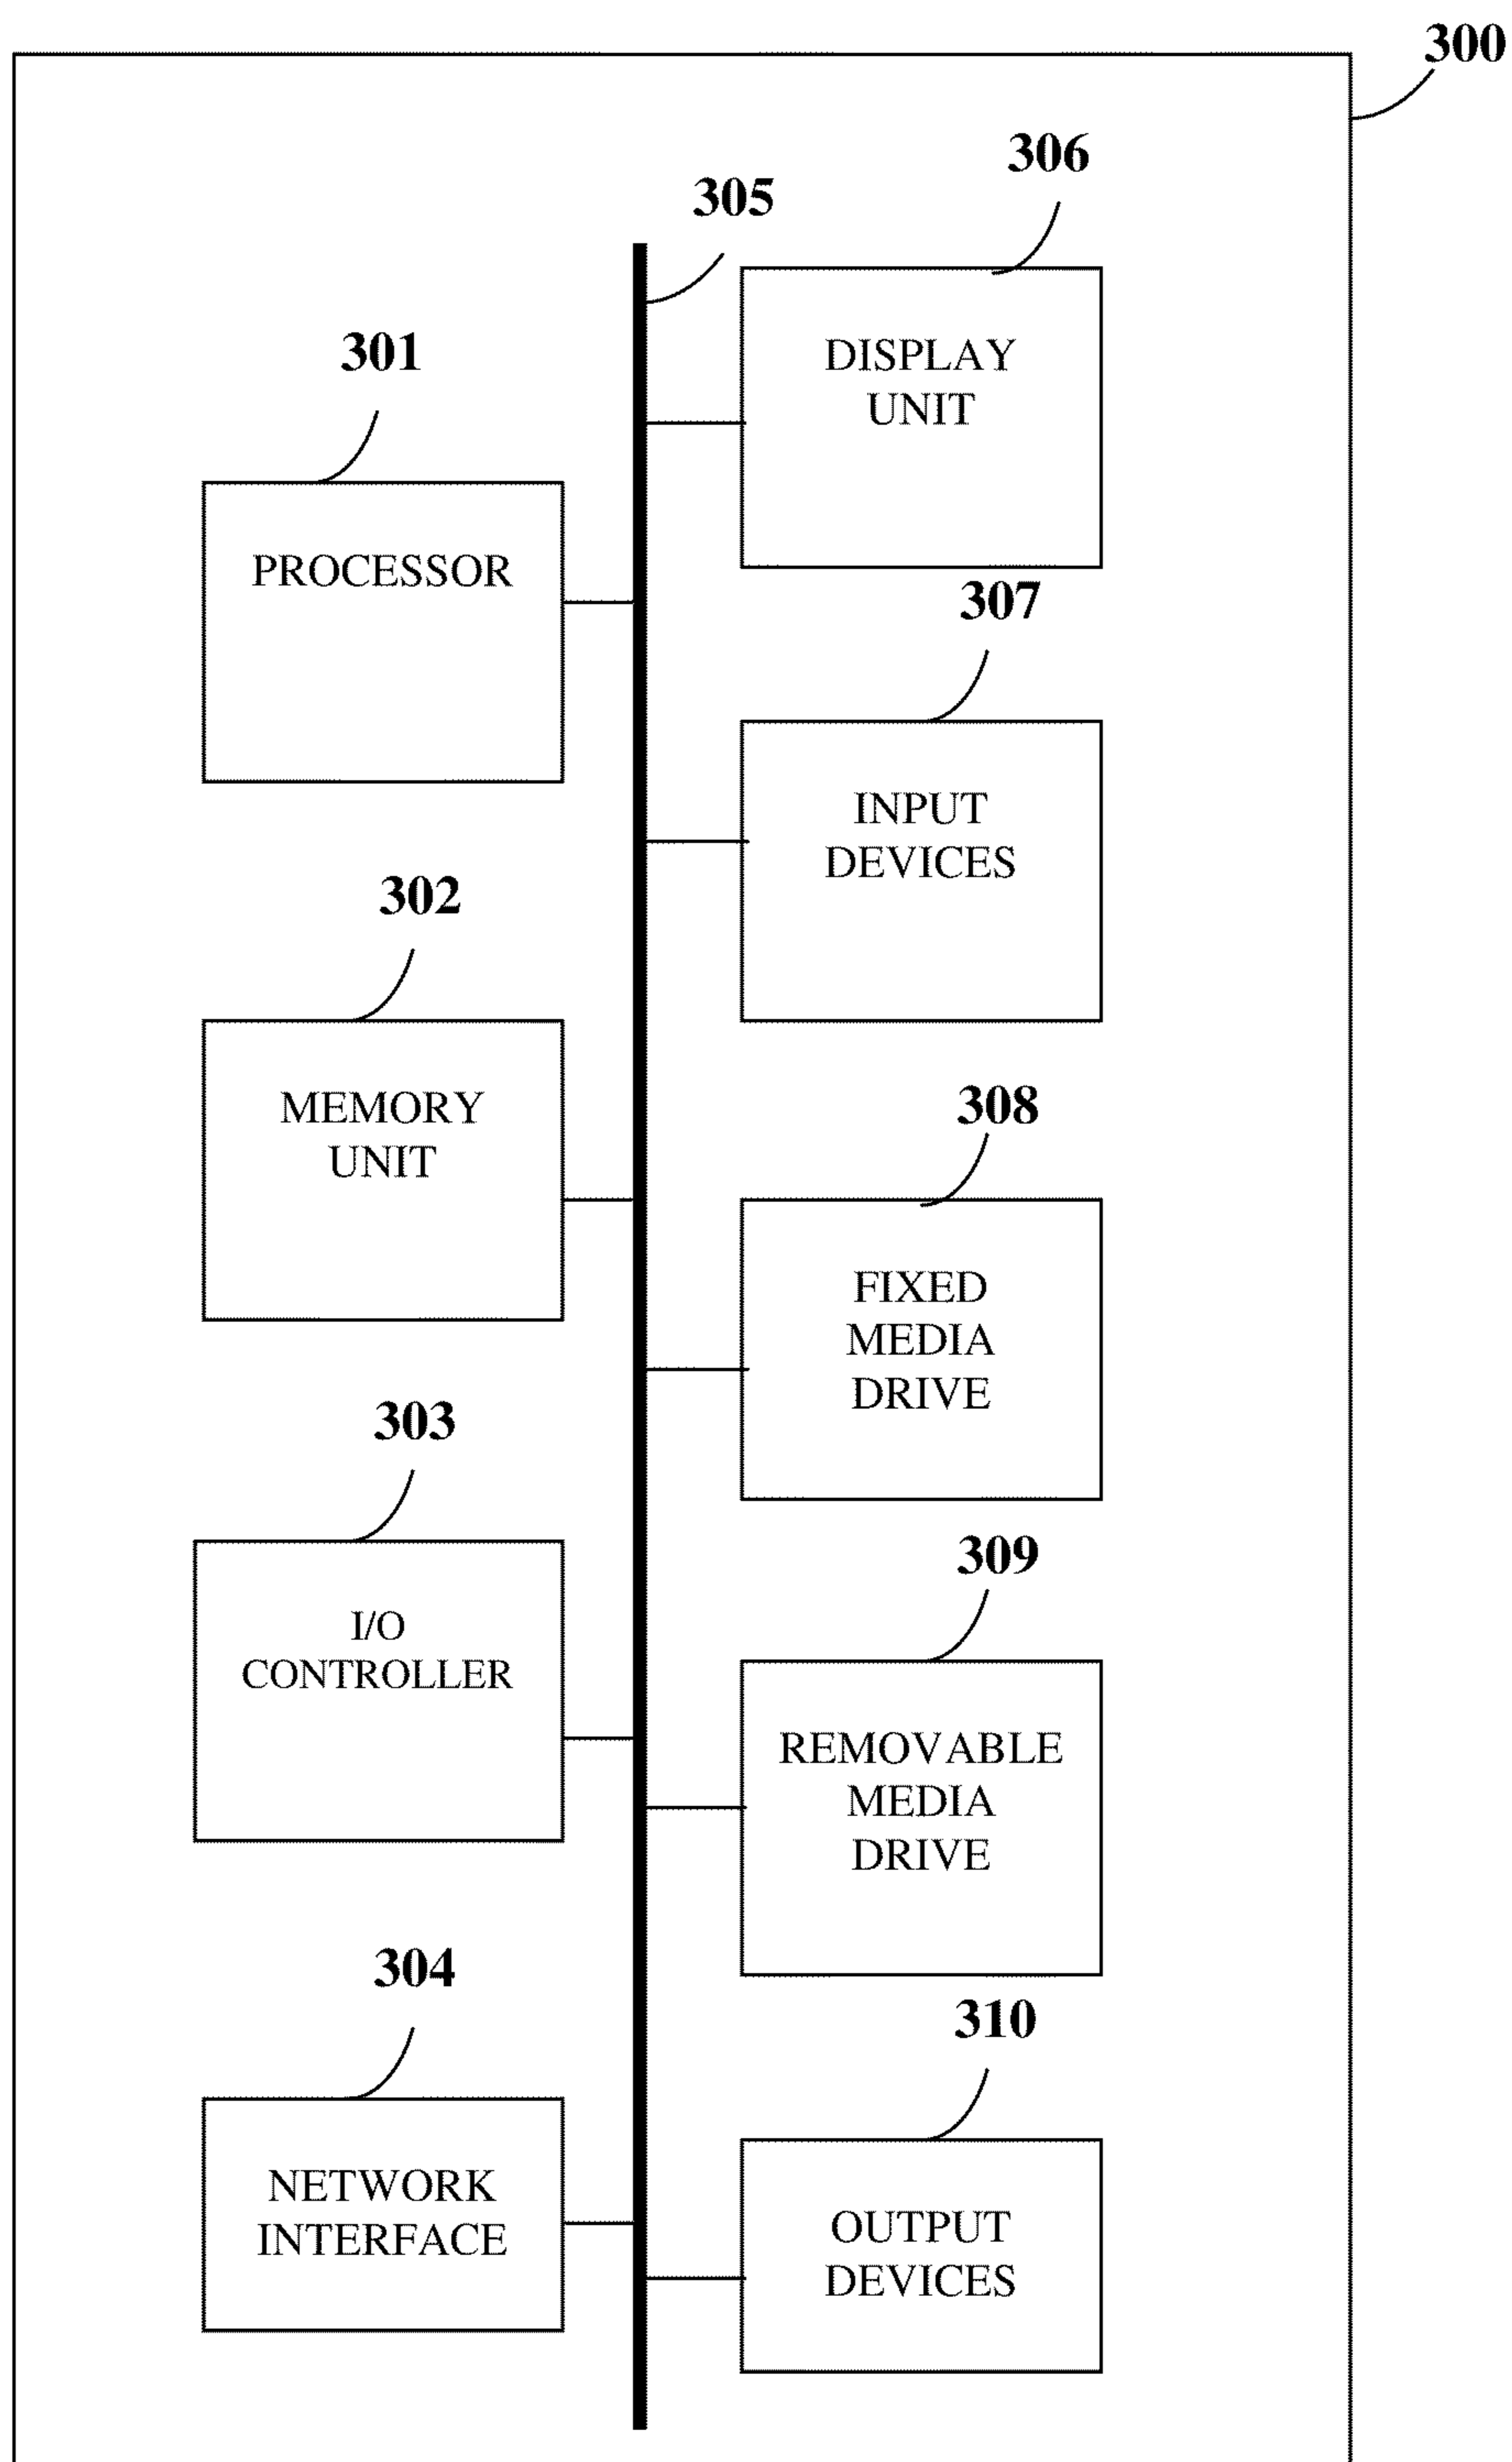 300
306
305
DISPLAY
UNIT
301
PROCESSOR
307
INPUT
DEVICES
302
MEMORY
UNIT
308
FIXED
MEDIA
DRIVE
303
I/O
CONTROLLER
309
REMOVABLE
MEDIA
DRIVE
304
NETWORK
INTERFACE
310
OUTPUT
DEVICES